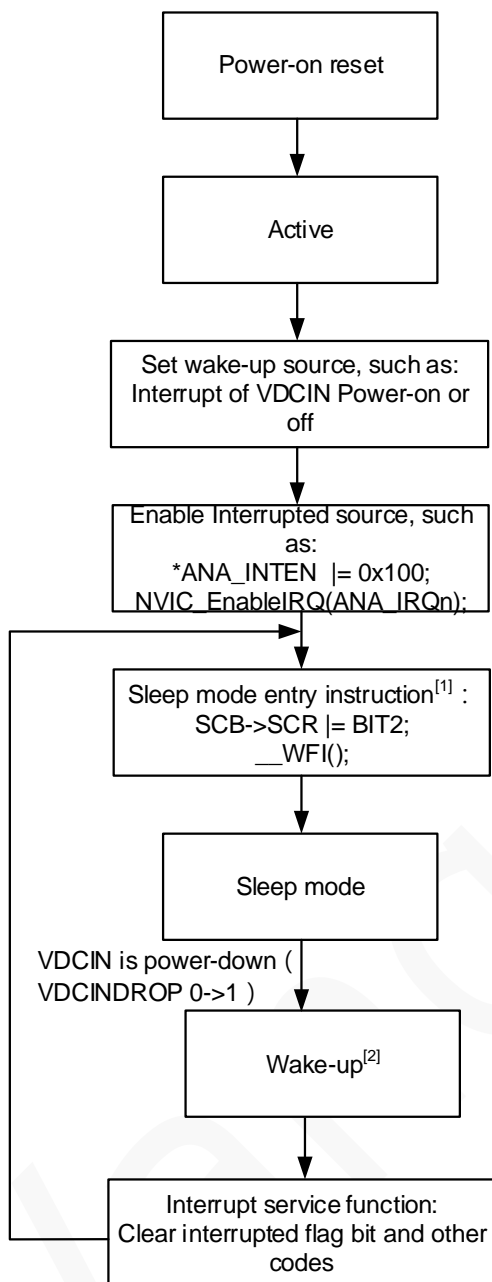 Power-on reset
Active
Set wake-up source, such as:
Interrupt of VDCIN Power-on or
off
Enable Interrupted source, such
as:
*ANA_INTEN |= 0x100;
NVIC_EnableIRQ(ANA_IRQn);
Sleep mode entry instruction[1] :
SCB->SCR |= BIT2;
__WFI();
Sleep mode
VDCIN is power-down (
VDCINDROP 0->1 )
Wake-up[2]
Interrupt service function:
Clear interrupted flag bit and other
codes